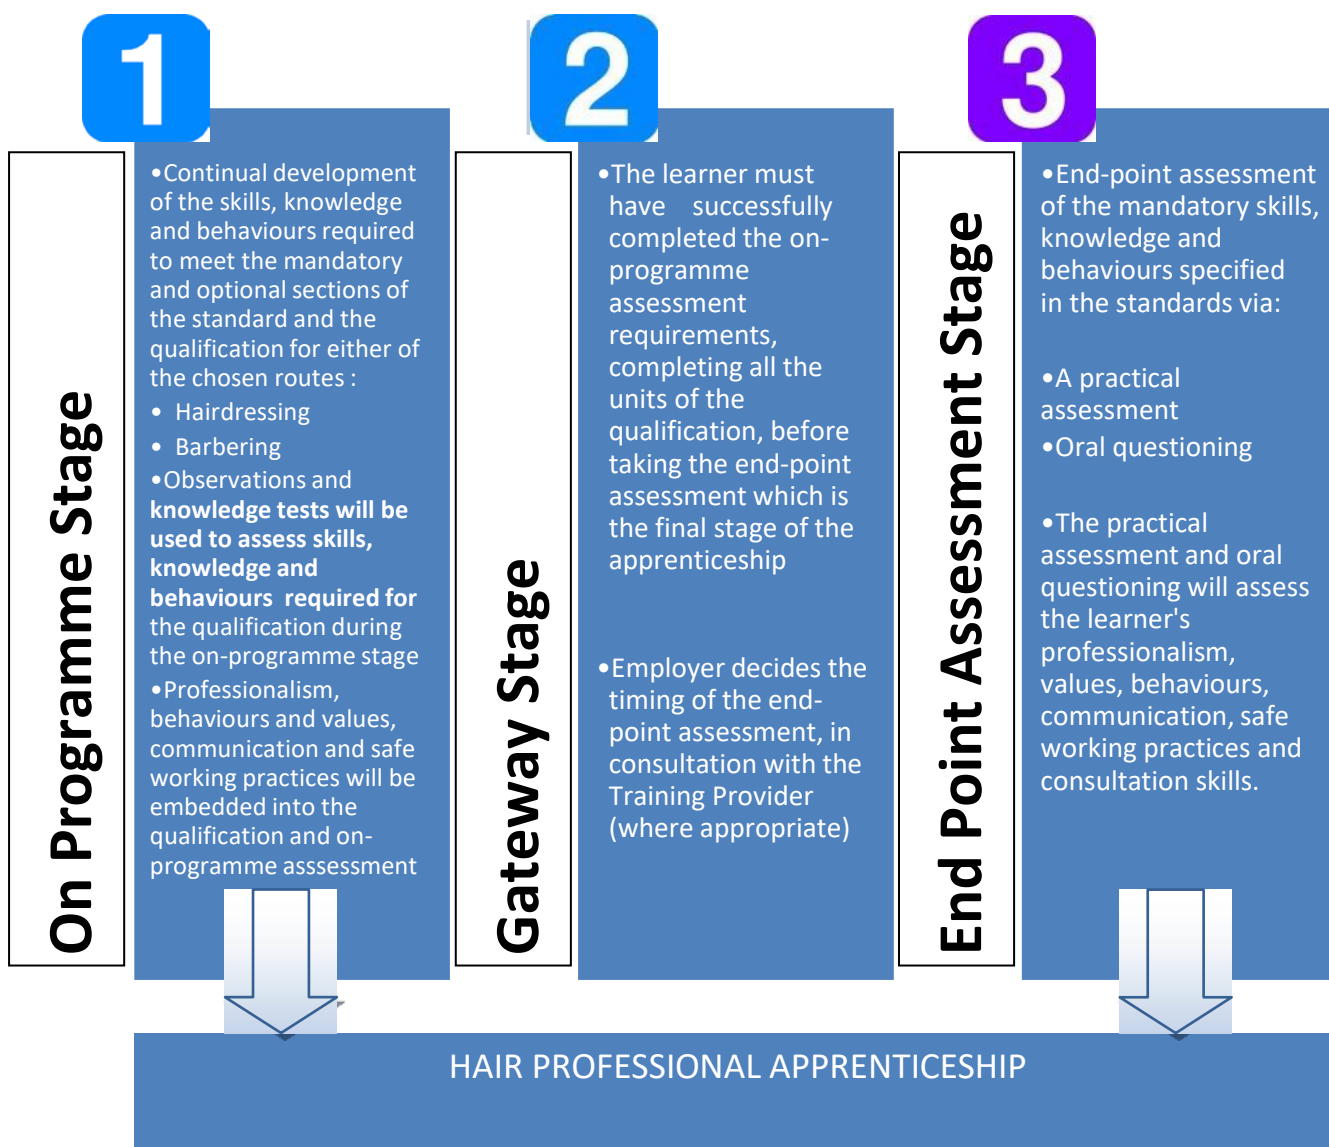 1
On Programme Stage
•Continual development
of the skills, knowledge
and behaviours required
to meet the mandatory
and optional sections of
the standard and the
qualification for either of
the chosen routes :
• Hairdressing
• Barbering
•Observations and
knowledge tests will be
used to assess skills,
knowledge and
behaviours required for
the qualification during
the on-programme stage
•Professionalism,
behaviours and values,
communication and safe
working practices will be
embedded into the
qualification and on-
programme asssessment
2
Gateway Stage
•The learner must
have successfully
completed the on-
programme
assessment
requirements,
completing all the
units of the
qualification, before
taking the end-point
assessment which is
the final stage of the
apprenticeship
•Employer decides the
timing of the end-
point assessment, in
consultation with the
Training Provider
(where appropriate)
3
End Point Assessment Stage
•End-point assessment
of the mandatory skills,
knowledge and
behaviours specified
in the standards via:
•A practical
assessment
•Oral questioning
•The practical
assessment and oral
questioning will assess
the learner's
professionalism,
values, behaviours,
communication, safe
working practices and
consultation skills.
HAIR PROFESSIONAL APPRENTICESHIP